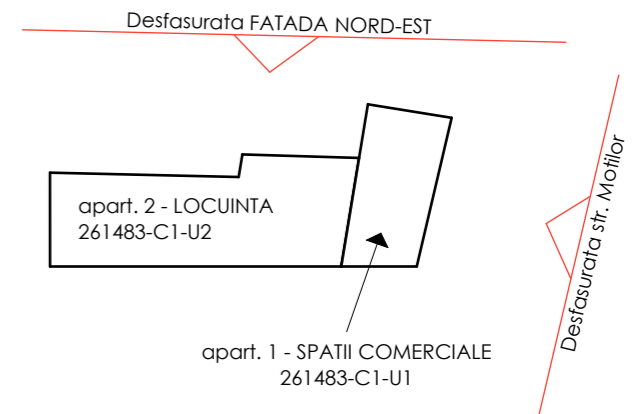 Desfasurata FATADA NORD-EST
apart. 2 - LOCUINTA
261483-C1-U2
Desfasurata str. Motilor
apart. 1 - SPATII COMERCIALE
261483-C1-U1